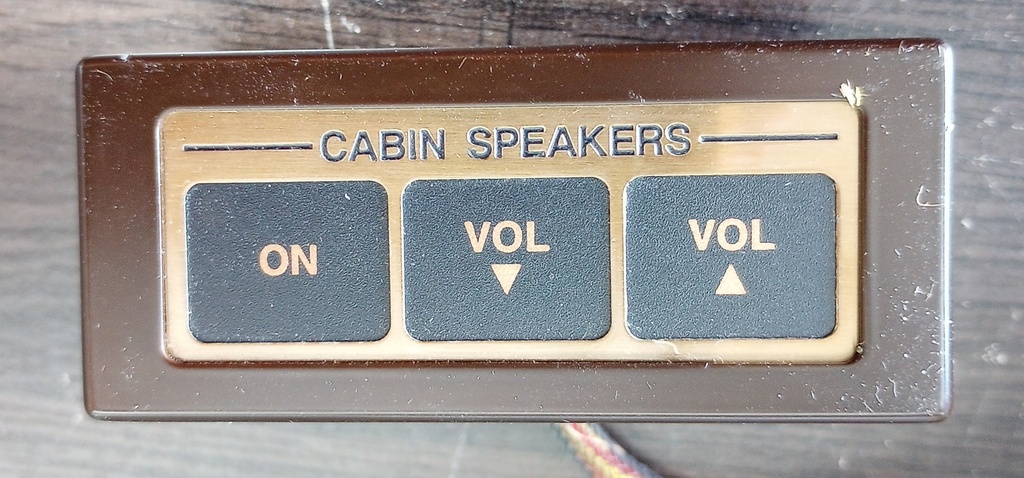 CABIN SPEAKERS
ON
VOL
▼
VOL
▲